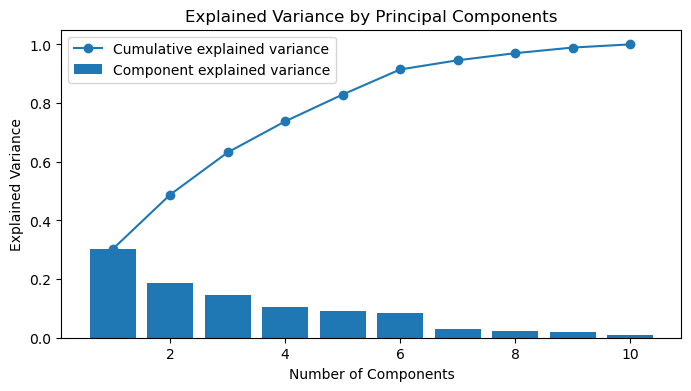 Explained Variance by Principal Components
Cumulative explained variance
Component explained variance
Explained Variance
1.0
0.8
0.6
0.4
0.2
0.0
2 4 6 8 10
Number of Components